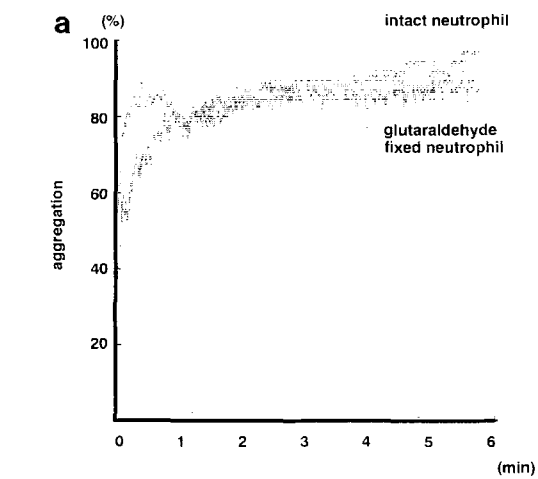 a (%)
intact neutrophil
100
80
glutaraldehyde
fixed neutrophil
60
aggregation
40
20
0 1 2 3 4 5 6
(min)